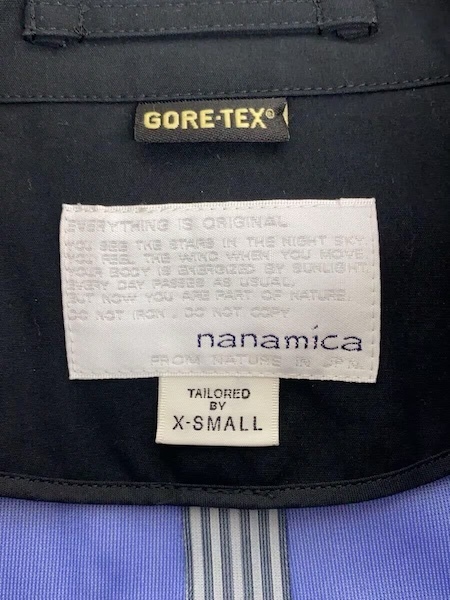 GORE-TEX®
EVERYTHING IS ORIGINAL
YOU SEE THE STARS IN THE NIGHT SKY.
YOU FEEL THE WIND WHEN YOU MOVE.
YOUR BODY IS ENERGIZED BY SUNLIGHT.
EVERY DAY PASSES AS USUAL,
BUT NOW YOU ARE PART OF NATURE.
DO NOT IRON . DO NOT COPY
nanamica
FROM NATURE IN JPN.
TAILORED
BY
X-SMALL